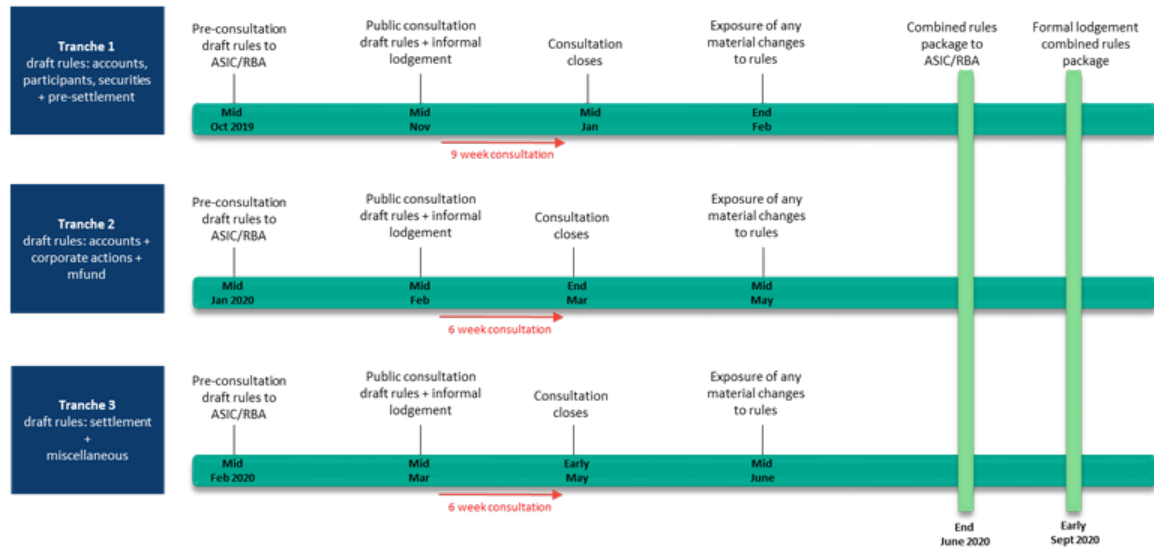 Tranche 1
draft rules: accounts,
participants, securities
+ pre-settlement
Pre-consultation
draft rules to
ASIC/RBA
Public consultation
draft rules + informal
lodgement
Consultation
closes
Exposure of any
material changes
to rules
Combined rules
package to
ASIC/RBA
Formal lodgement
combined rules
package
Mid
Oct 2019
Mid
Nov
Mid
Jan
End
Feb
9 week consultation
Tranche 2
draft rules: accounts +
corporate actions +
mfund
Pre-consultation
draft rules to
ASIC/RBA
Public consultation
draft rules + informal
lodgement
Consultation
closes
Exposure of any
material changes
to rules
Mid
Jan 2020
Mid
Feb
End
Mar
Mid
May
6 week consultation
Tranche 3
draft rules: settlement
+
miscellaneous
Pre-consultation
draft rules to
ASIC/RBA
Public consultation
draft rules + informal
lodgement
Consultation
closes
Exposure of any
material changes
to rules
Mid
Feb 2020
Mid
Mar
Early
May
Mid
June
6 week consultation
End
June 2020
Early
Sept 2020